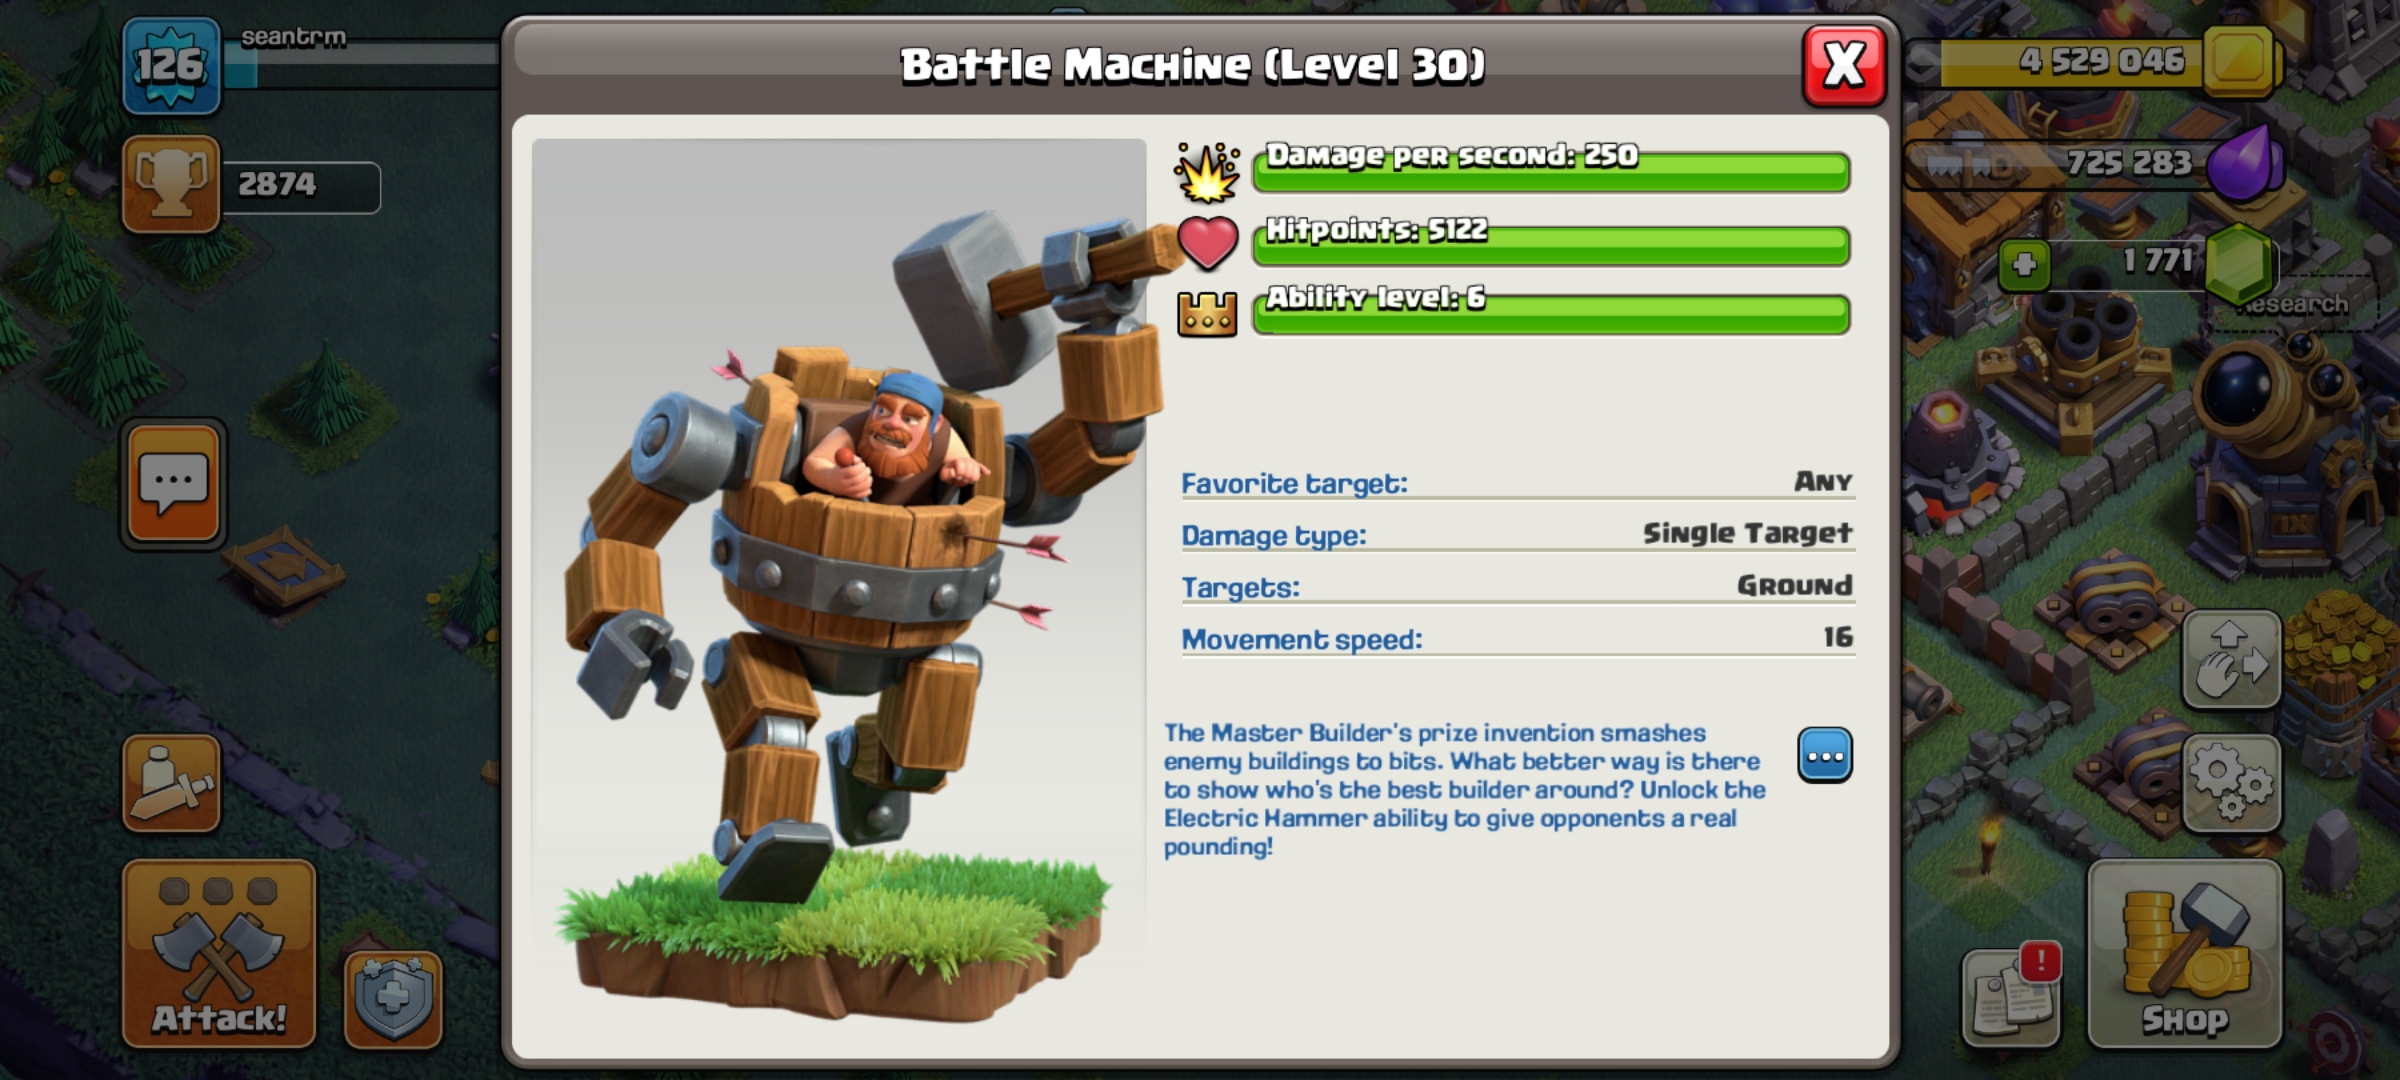 126
seantrm
2874
Battle Machine (Level 30)
X
4 529 046
725 283
1 771
Damage per second: 250
Hitpoints: 5122
Ability level: 6
Favorite target: Any
Damage type: Single Target
Targets: Ground
Movement speed: 16
The Master Builder's prize invention smashes
enemy buildings to bits. What better way is there
to show who's the best builder around? Unlock the
Electric Hammer ability to give opponents a real
pounding!
Attack!
!
Shop